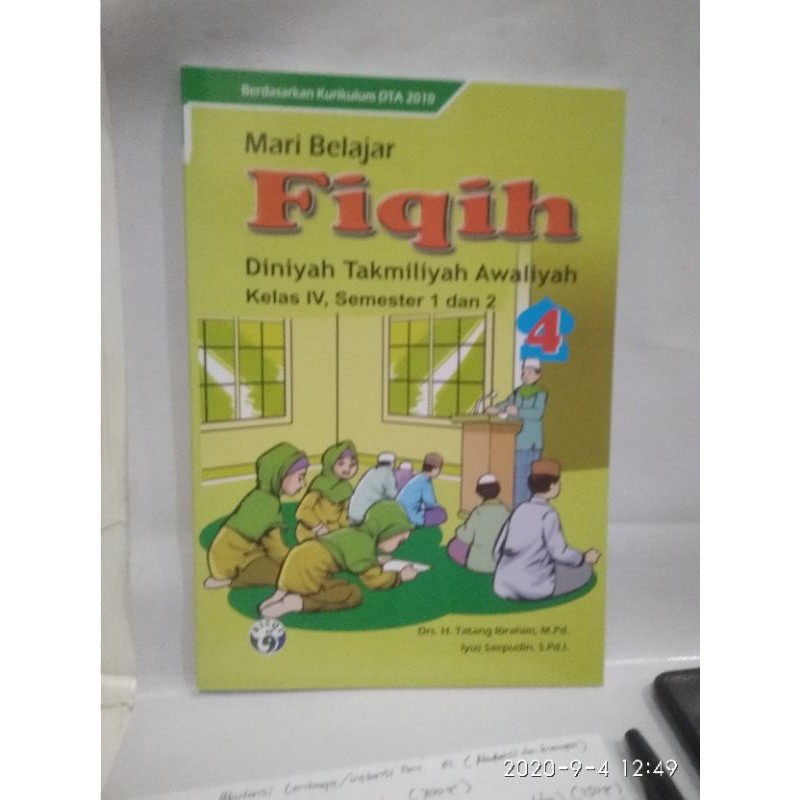 Berdasarkan Kurikulum DTA 2010
Mari Belajar
Fiqih
Diniyah Takmiliyah Awaliyah
Kelas IV, Semester 1 dan 2
4
Drs. H. Tatang Ibrahim, M.Pd.
Iyus Saepudin, S.Pd.I.
2020-9-4 12:49